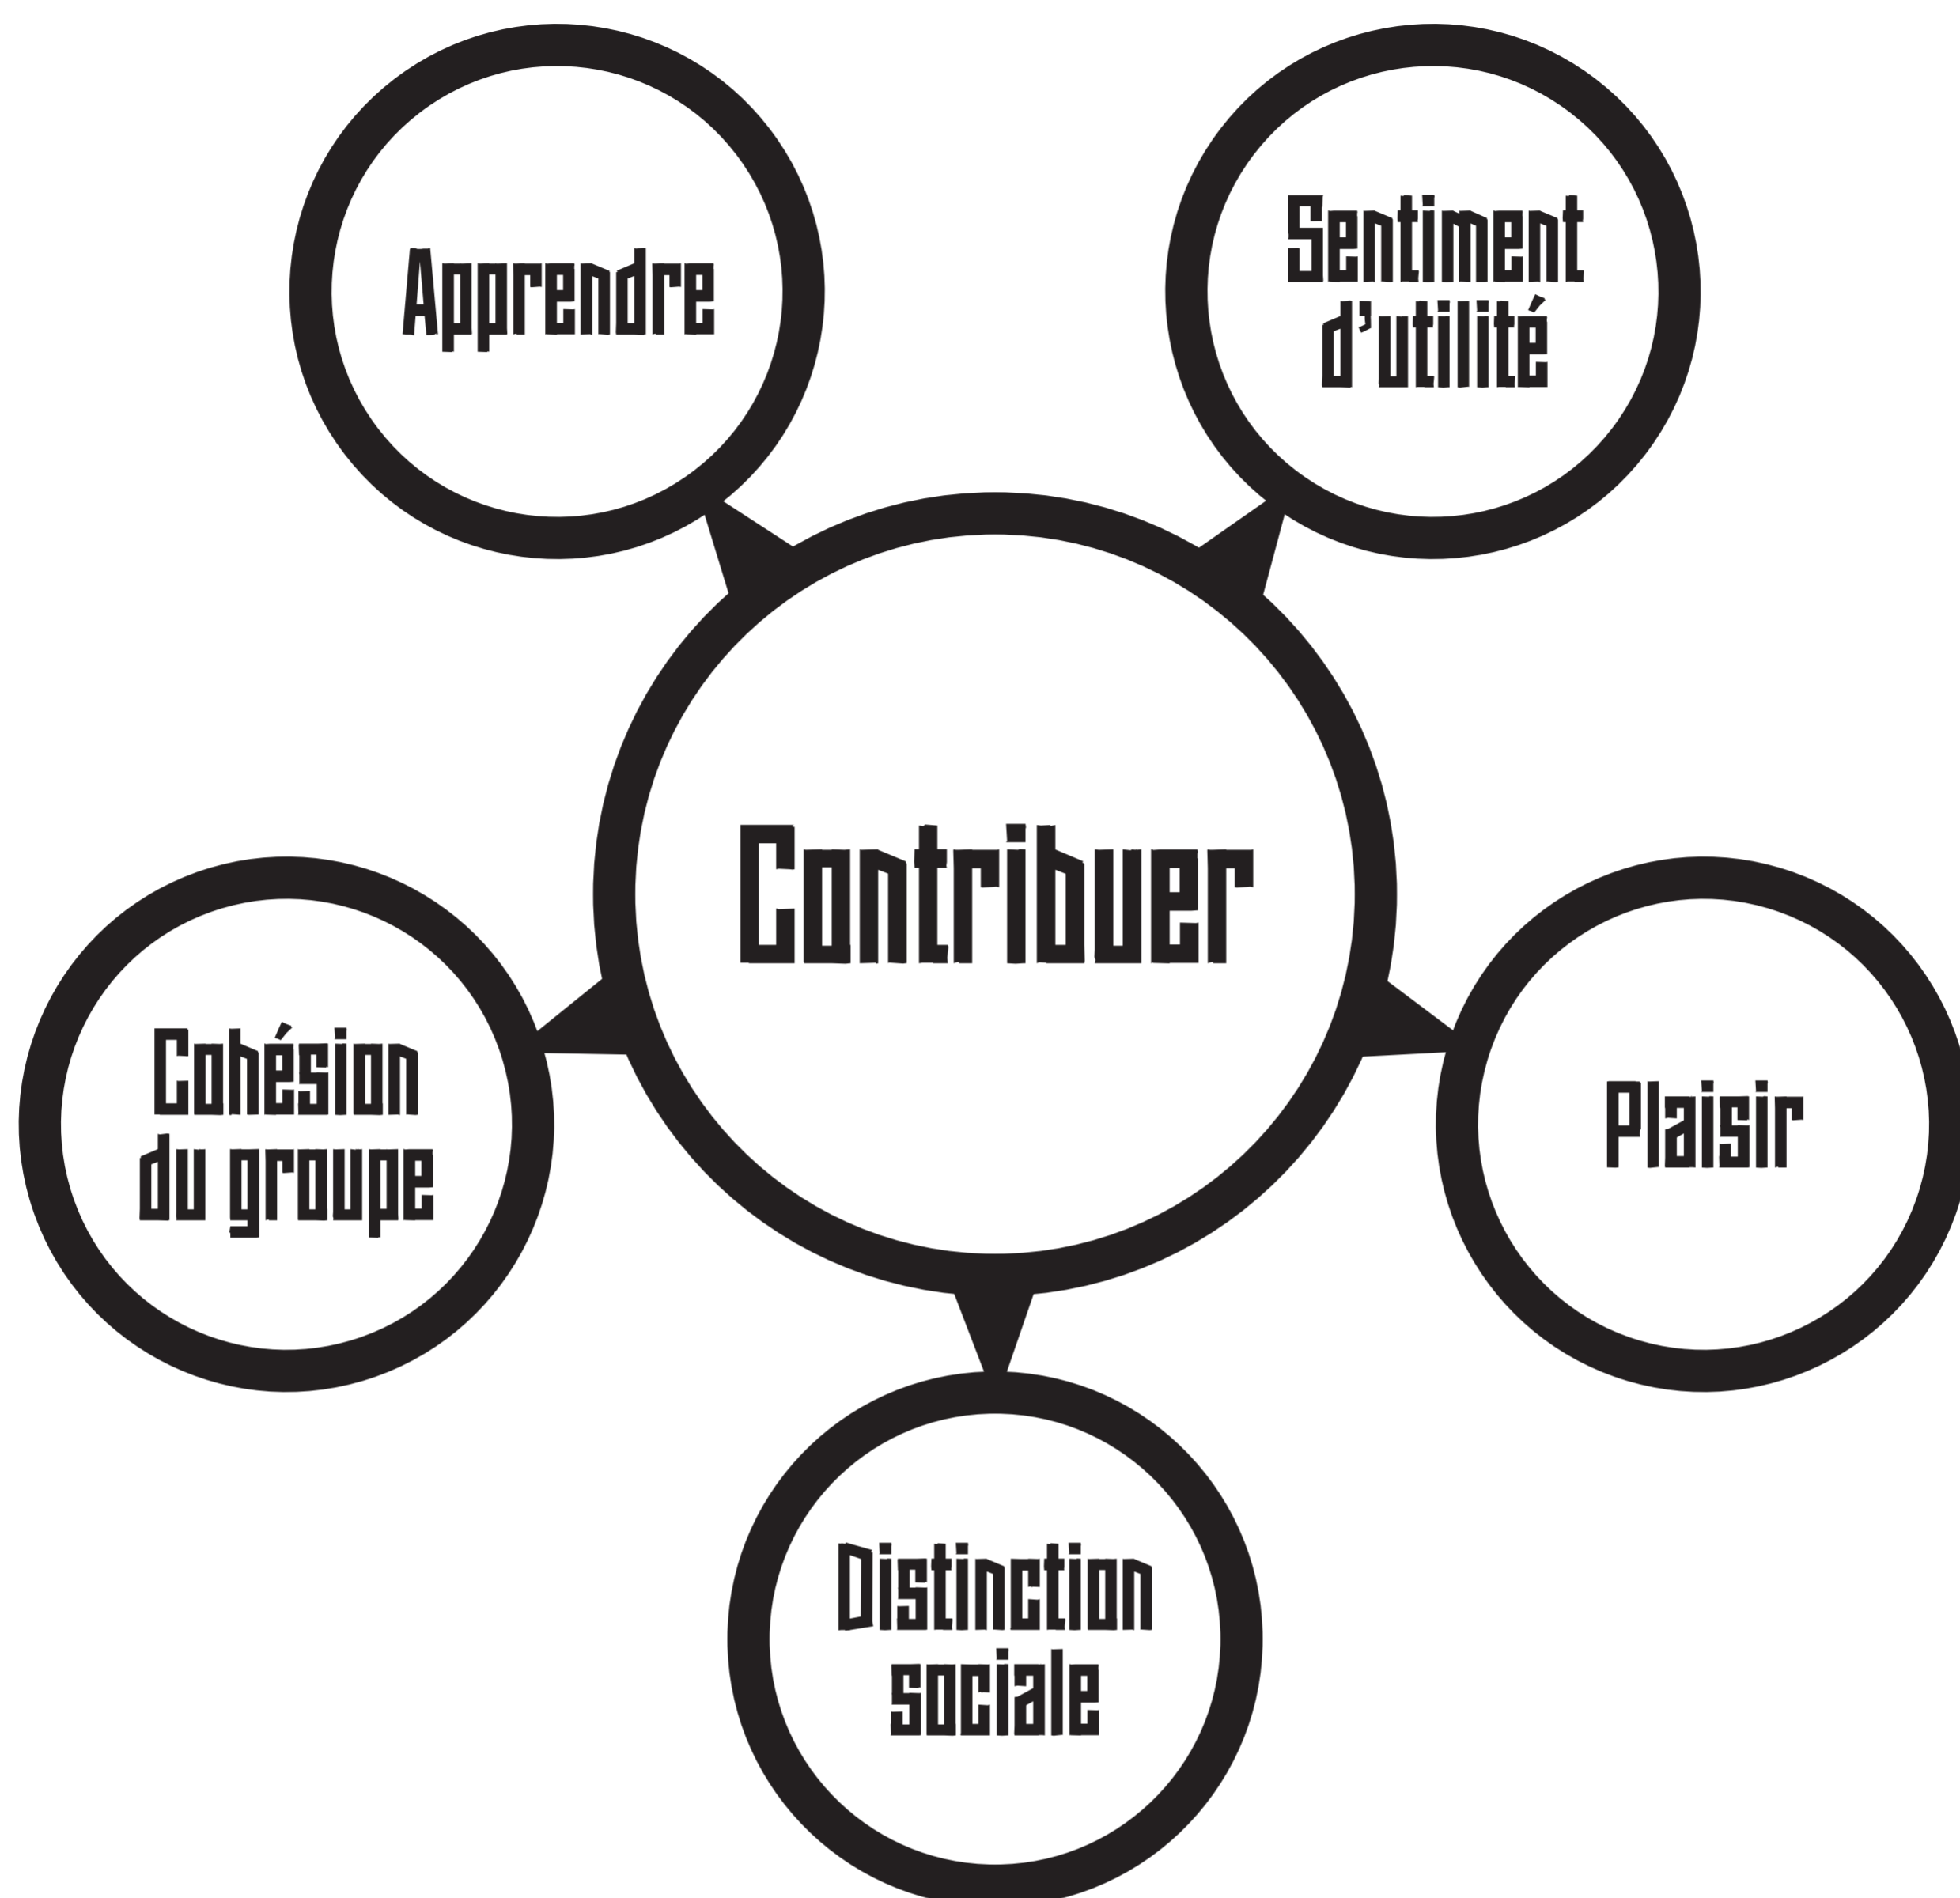 Apprendre
Sentiment
d'utilité
Contribuer
Cohésion
du groupe
Plaisir
Distinction
sociale